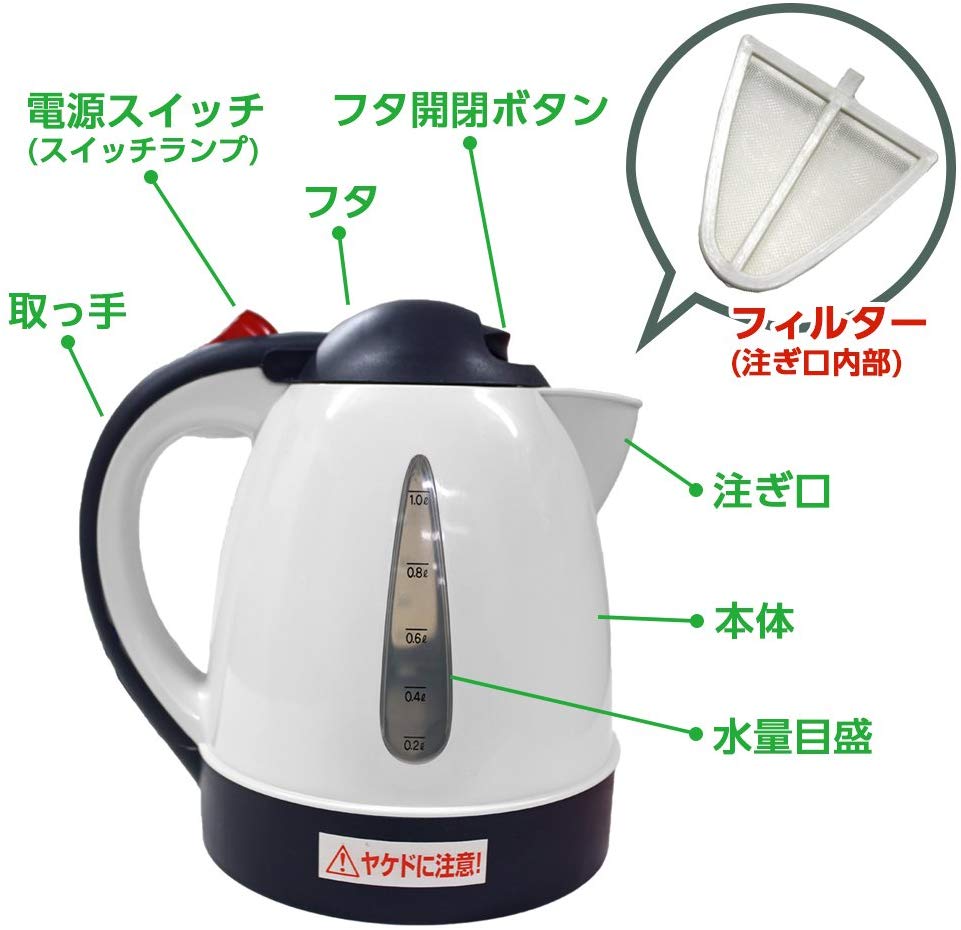 電源スイッチ
(スイッチランプ)
フタ開閉ボタン
フタ
取っ手
フィルター
(注ぎ口内部)
注ぎ口
本体
水量目盛
1.0ℓ
0.8ℓ
0.6ℓ
0.4ℓ
0.2ℓ
ヤケドに注意!